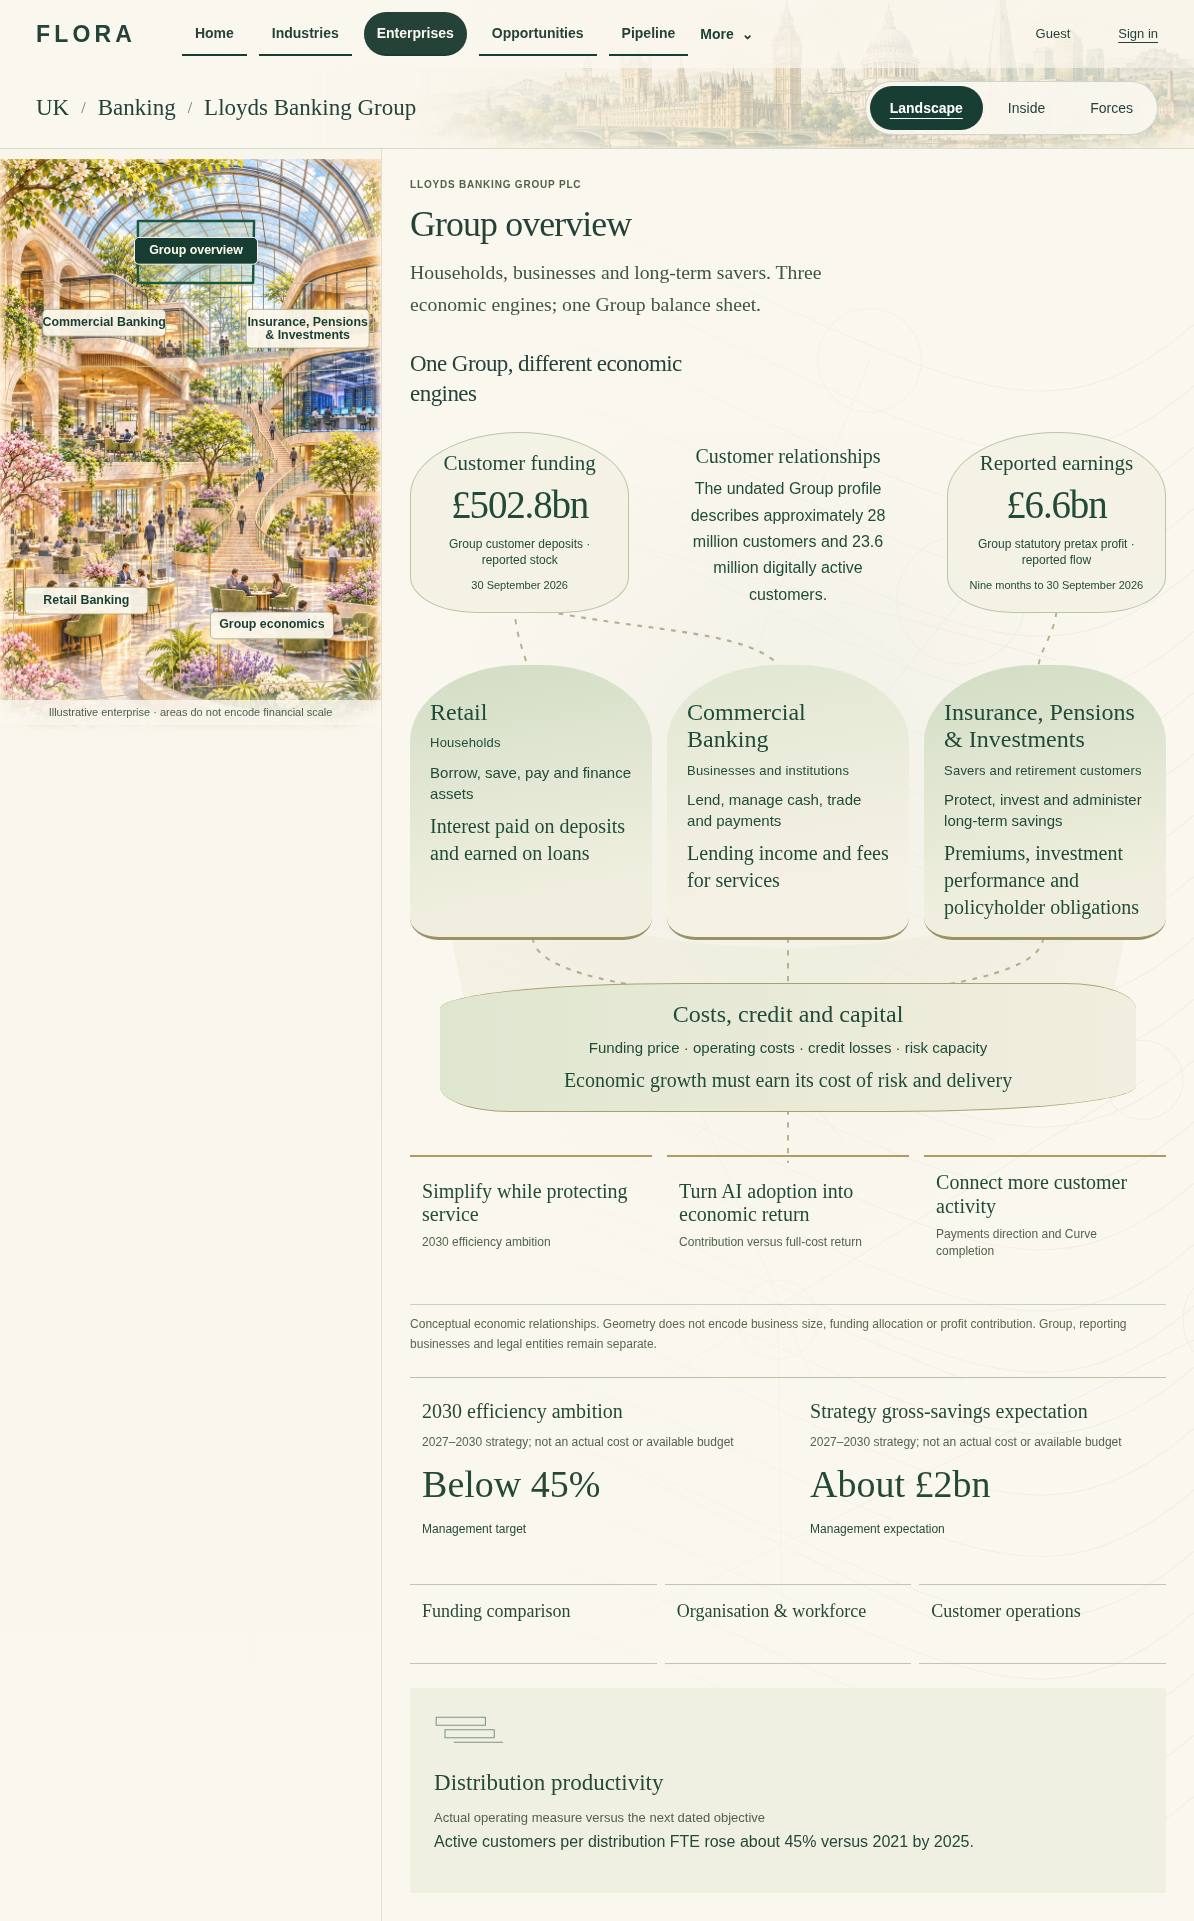 FLORA
Home
Industries
Enterprises
Opportunities
Pipeline
More
Guest
Sign in
UK / Banking / Lloyds Banking Group
Landscape
Inside
Forces
Group overview
Commercial Banking
Insurance, Pensions
& Investments
Retail Banking
Group economics
Illustrative enterprise · areas do not encode financial scale
LLOYDS BANKING GROUP PLC
Group overview
Households, businesses and long-term savers. Three
economic engines; one Group balance sheet.
One Group, different economic
engines
Customer funding
£502.8bn
Group customer deposits ·
reported stock
30 September 2026
Customer relationships
The undated Group profile
describes approximately 28
million customers and 23.6
million digitally active
customers.
Reported earnings
£6.6bn
Group statutory pretax profit ·
reported flow
Nine months to 30 September 2026
Retail
Households
Borrow, save, pay and finance
assets
Interest paid on deposits
and earned on loans
Commercial
Banking
Businesses and institutions
Lend, manage cash, trade
and payments
Lending income and fees
for services
Insurance, Pensions
& Investments
Savers and retirement customers
Protect, invest and administer
long-term savings
Premiums, investment
performance and
policyholder obligations
Costs, credit and capital
Funding price · operating costs · credit losses · risk capacity
Economic growth must earn its cost of risk and delivery
Simplify while protecting
service
2030 efficiency ambition
Turn AI adoption into
economic return
Contribution versus full-cost return
Connect more customer
activity
Payments direction and Curve
completion
Conceptual economic relationships. Geometry does not encode business size, funding allocation or profit contribution. Group, reporting
businesses and legal entities remain separate.
2030 efficiency ambition
2027–2030 strategy; not an actual cost or available budget
Below 45%
Management target
Strategy gross-savings expectation
2027–2030 strategy; not an actual cost or available budget
About £2bn
Management expectation
Funding comparison
Organisation & workforce
Customer operations
Distribution productivity
Actual operating measure versus the next dated objective
Active customers per distribution FTE rose about 45% versus 2021 by 2025.